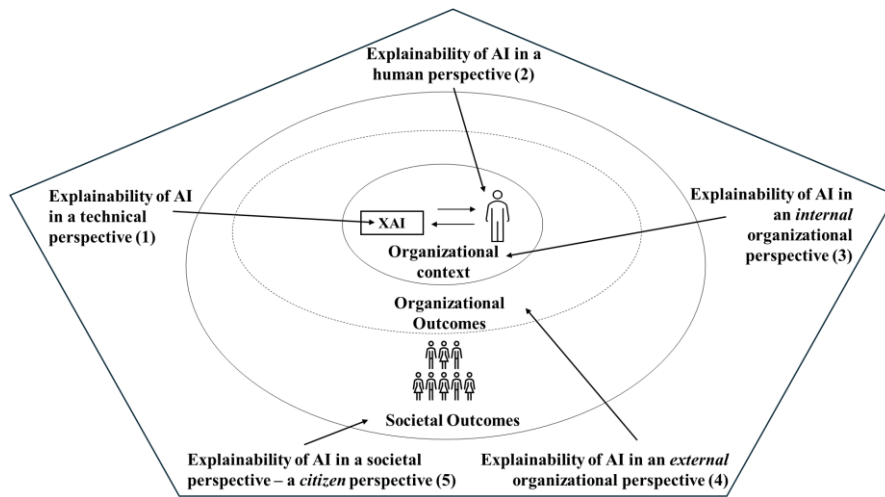 Explainability of AI in a
human perspective (2)
Explainability of AI
in a technical
perspective (1)
XAI
Explainability of AI in
an internal
organizational
perspective (3)
Organizational
context
Organizational
Outcomes
Societal Outcomes
Explainability of AI in a societal
perspective – a citizen perspective (5)
Explainability of AI in an external
organizational perspective (4)